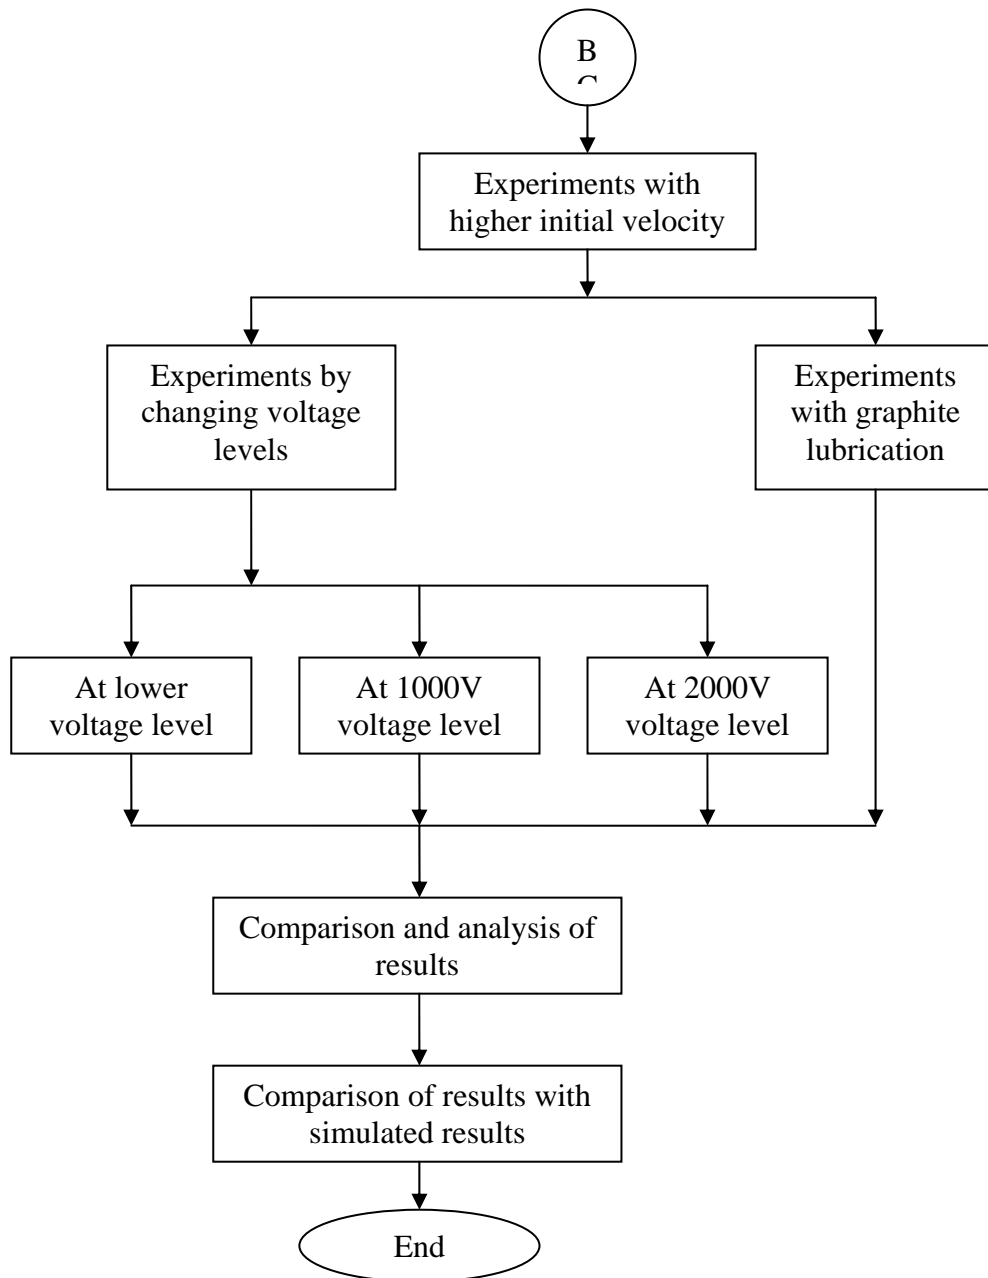 B
Experiments with
higher initial velocity
Experiments by
changing voltage
levels
Experiments
with graphite
lubrication
At lower
voltage level
At 1000V
voltage level
At 2000V
voltage level
Comparison and analysis of
results
Comparison of results with
simulated results
End